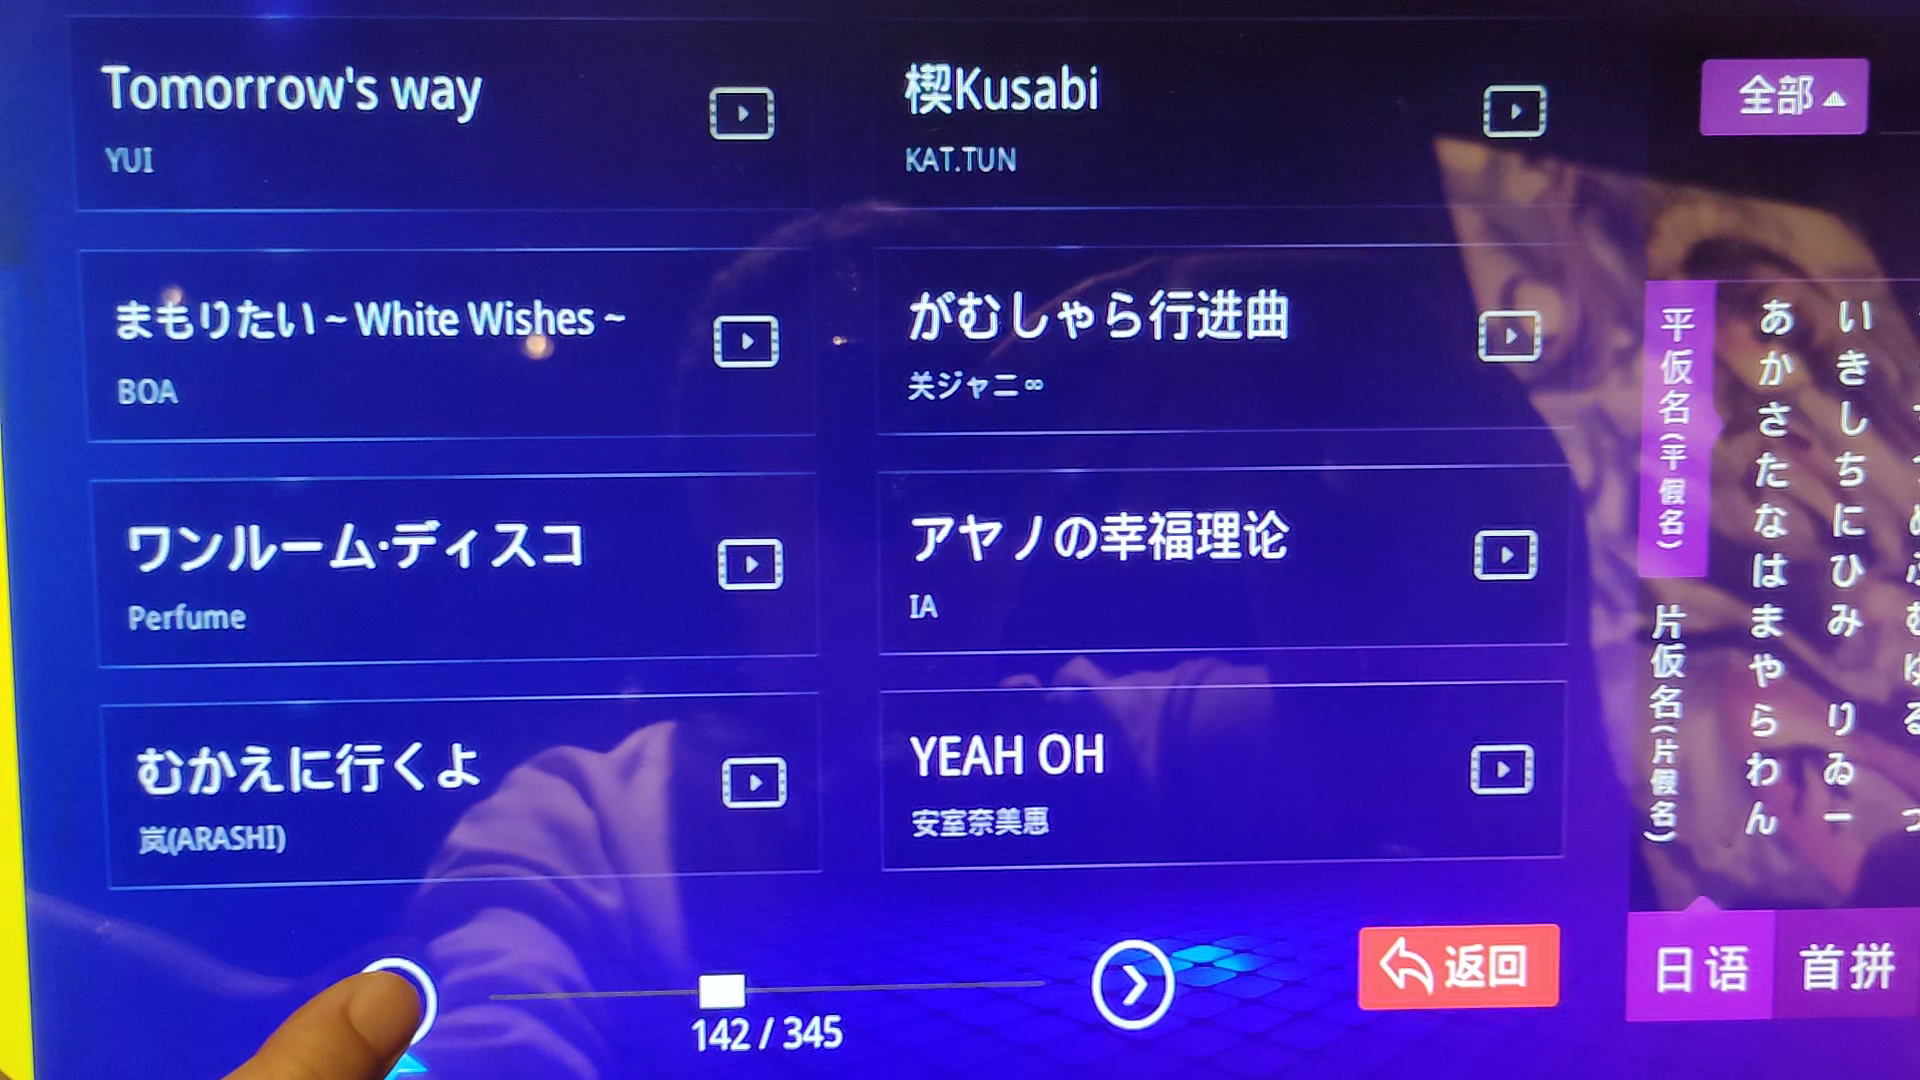 Tomorrow's way
YUI
楔Kusabi
KAT.TUN
まもりたい~White Wishes~
BOA
がむしゃら行进曲
关ジャニ∞
ワンルーム·ディスコ
Perfume
アヤノの幸福理论
IA
むかえに行くよ
岚(ARASHI)
YEAH OH
安室奈美惠
142 / 345
返回
全部
平仮名(平假名)
片仮名(片假名)
あかさたなはまやらわん
いきしちにひみ りゐー
日语
首拼